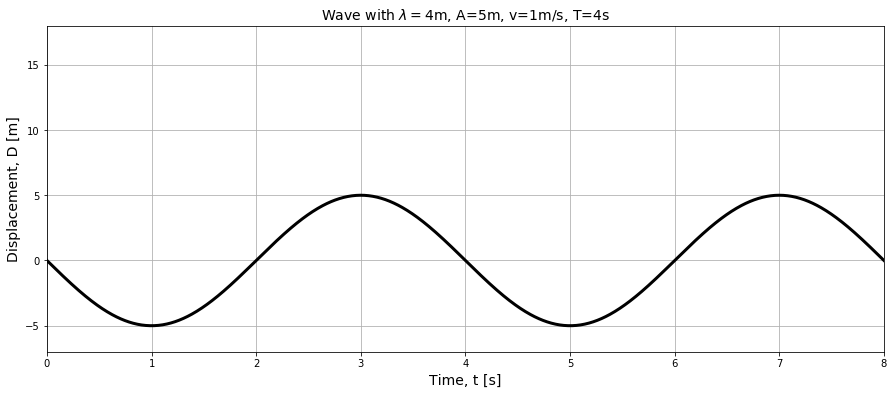 Wave with λ = 4m, A=5m, v=1m/s, T=4s
Displacement, D [m]
15
10
5
0
−5
0 1 2 3 4 5 6 7 8
Time, t [s]